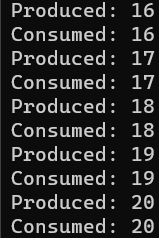 Produced: 16
Consumed: 16
Produced: 17
Consumed: 17
Produced: 18
Consumed: 18
Produced: 19
Consumed: 19
Produced: 20
Consumed: 20